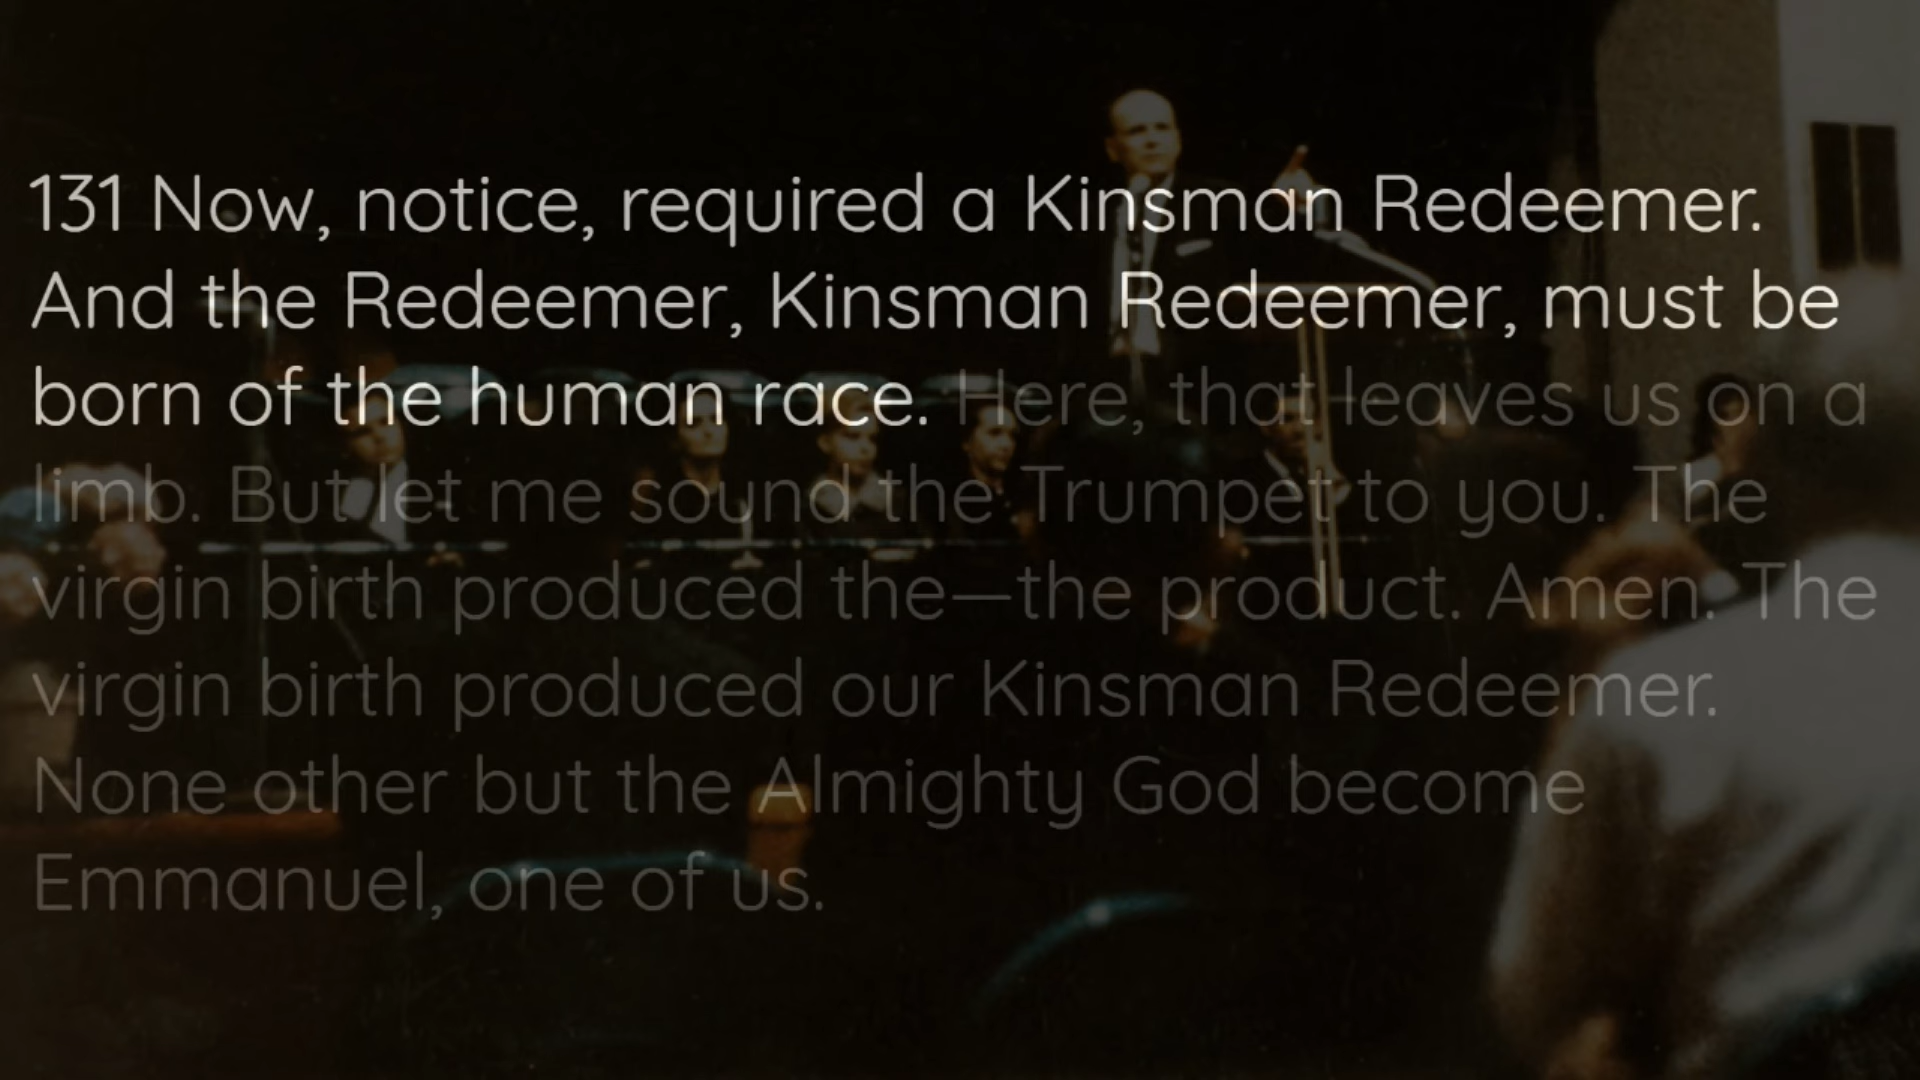 131 Now, notice, required a Kinsman Redeemer.
And the Redeemer, Kinsman Redeemer, must be
born of the human race. Here, that leaves us on a
limb. But let me sound the Trumpet to you. The
virgin birth produced the—the product. Amen. The
virgin birth produced our Kinsman Redeemer.
None other but the Almighty God become
Emmanuel, one of us.